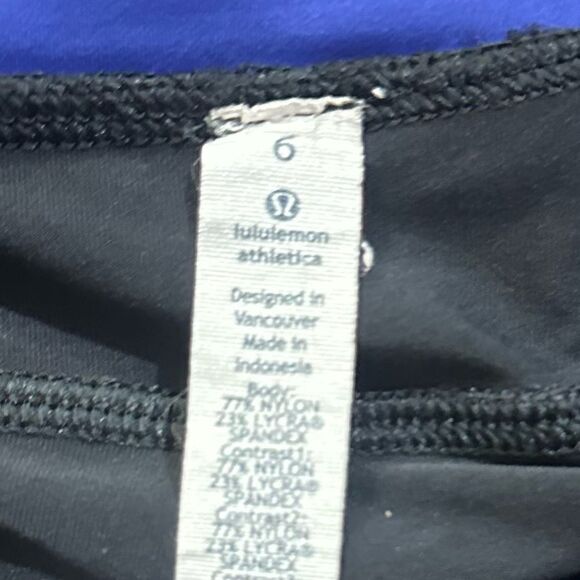 6
lululemon
athletica
Designed in
Vancouver
Made in
Indonesia
Body:
77% NYLON
23% LYCRA®
SPANDEX
Contrast1:
77% NYLON
23% LYCRA®
SPANDEX
Contrast2:
77% NYLON
23% LYCRA®
SPANDEX